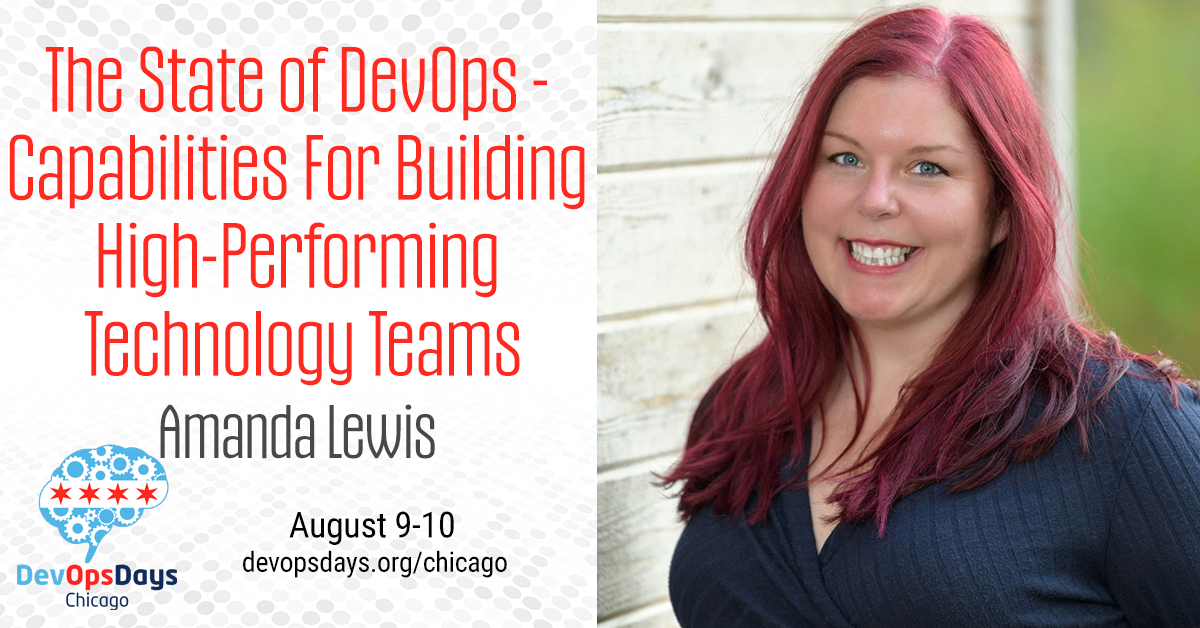 The State of DevOps -
Capabilities For Building
High-Performing
Technology Teams
Amanda Lewis
August 9-10
devopsdays.org/chicago
DevOpsDays
Chicago